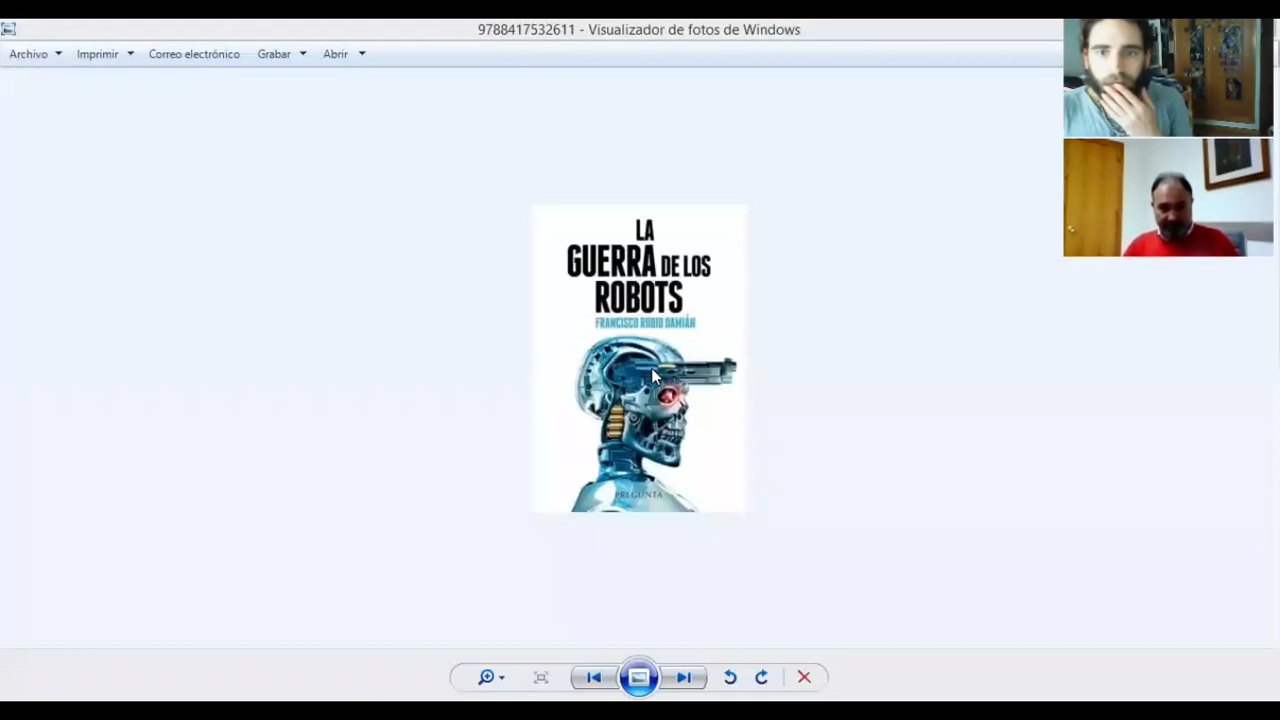 9788417532611 - Visualizador de fotos de Windows
Archivo Imprimir Correo electrónico Grabar Abrir
LA
GUERRA DE LOS
ROBOTS
FRANCISCO RUBIO DAMIÁN
PREGUNTA